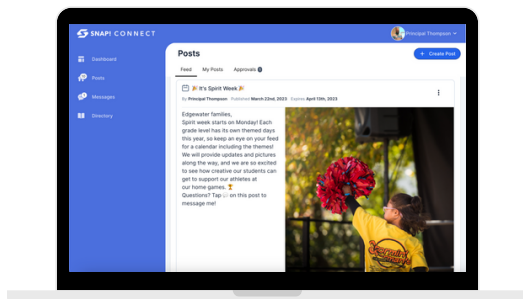 SNAP! CONNECT
Principal Thompson
Dashboard
Posts
Messages
Directory
Posts
+ Create Post
Feed My Posts Approvals
🎉 It's Spirit Week 🎉
By Principal Thompson Published March 22nd, 2023 Expires April 13th, 2023
Edgewater families,
Spirit week starts on Monday! Each
grade level has its own themed days
this year, so keep an eye on your feed
for a calendar including the themes!
We will provide updates and pictures
along the way, and we are so excited
to see how creative our students can
get to support our athletes at
our home games. 🏆
Questions? Tap 💬 on this post to
message me!